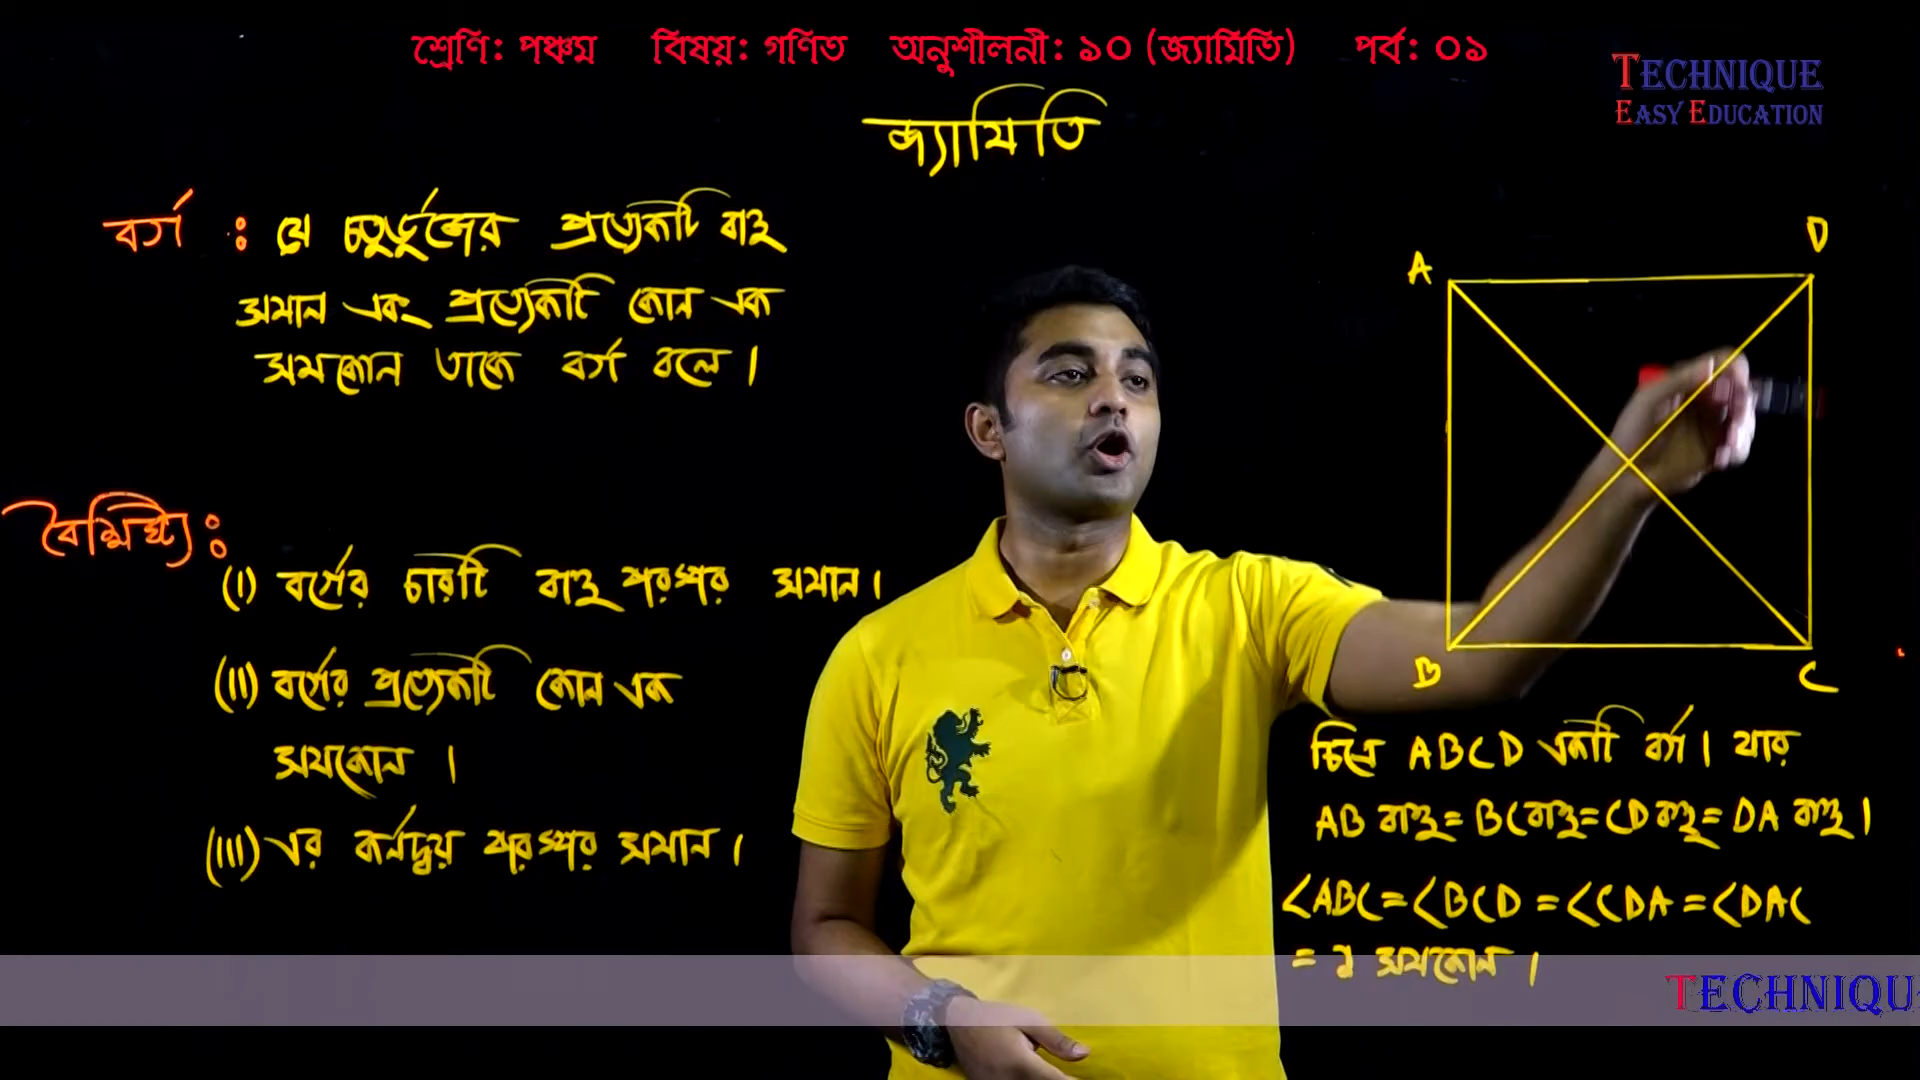 শ্রেণি: পঞ্চম বিষয়: গণিত অনুশীলনী: ১০ (জ্যামিতি) পর্ব: ০১
TECHNIQUE
EASY EDUCATION
জ্যামিতি
বর্গ : যে চতুর্ভুজের প্রত্যেকটি বাহু
সমান এবং প্রত্যেকটি কোন এক
সমকোন তাকে বর্গ বলে।
বৈশিষ্ট্য :
(I) বর্গের চারটি বাহু পরস্পর সমান।
(II) বর্গের প্রত্যেকটি কোন এক
সমকোন।
(III) এর কর্নদ্বয় পরস্পর সমান।
A
D
B
C
চিত্রে ABCD একটি বর্গ। যার
AB বাহু = BC বাহু = CD বাহু = DA বাহু।
<ABC = <BCD = <CDA = <DAC
= ১ সমকোন।
TECHNIQU